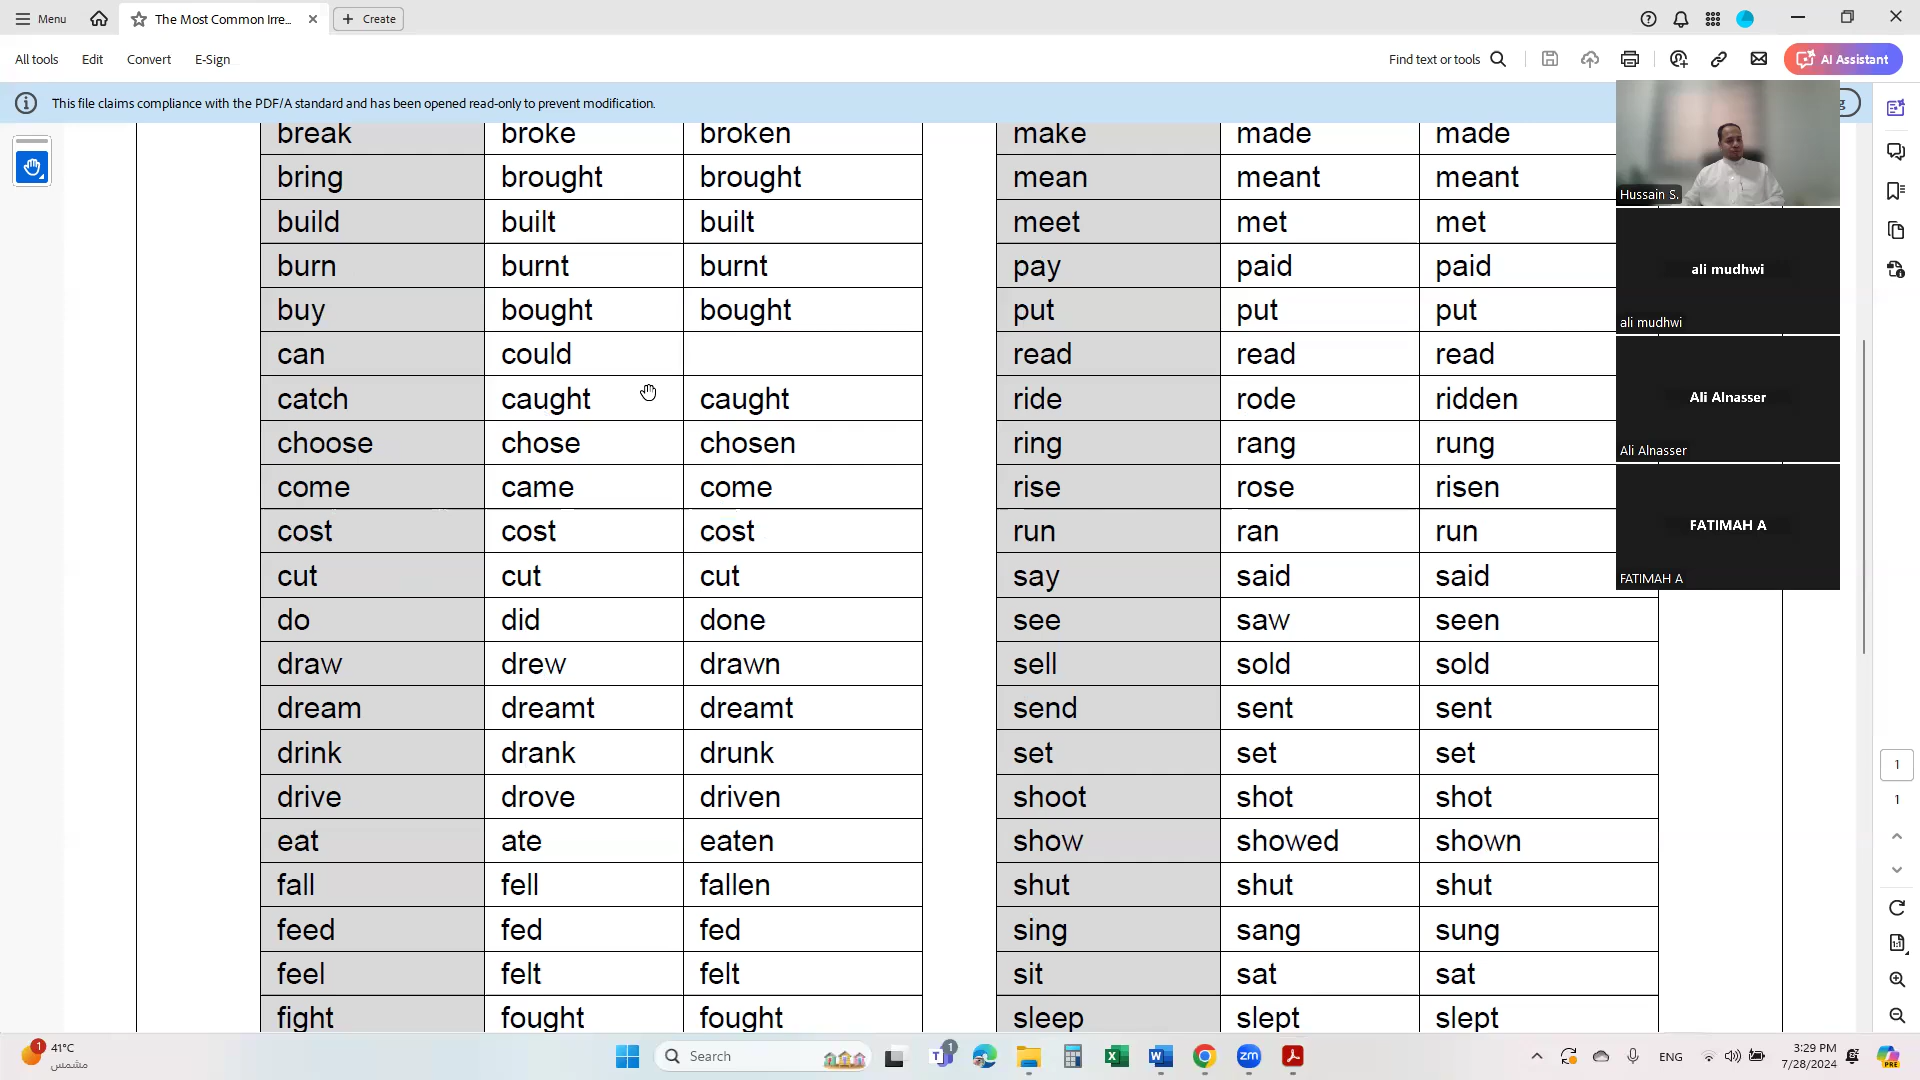 Menu
The Most Common Irre...
Create
All tools
Edit
Convert
E-Sign
Find text or tools
AI Assistant
This file claims compliance with the PDF/A standard and has been opened read-only to prevent modification.
break broke broken make made made
bring brought brought mean meant meant
build built built meet met met
burn burnt burnt pay paid paid
buy bought bought put put put
can could read read read
catch caught caught ride rode ridden
choose chose chosen ring rang rung
come came come rise rose risen
cost cost cost run ran run
cut cut cut say said said
do did done see saw seen
draw drew drawn sell sold sold
dream dreamt dreamt send sent sent
drink drank drunk set set set
drive drove driven shoot shot shot
eat ate eaten show showed shown
fall fell fallen shut shut shut
feed fed fed sing sang sung
feel felt felt sit sat sat
fight fought fought sleep slept slept
Hussain S.
ali mudhwi
ali mudhwi
Ali Alnasser
Ali Alnasser
FATIMAH A
FATIMAH A
1
1
1
41°C
مشمس
Search
1
zm
ENG
3:29 PM
7/28/2024
PRE